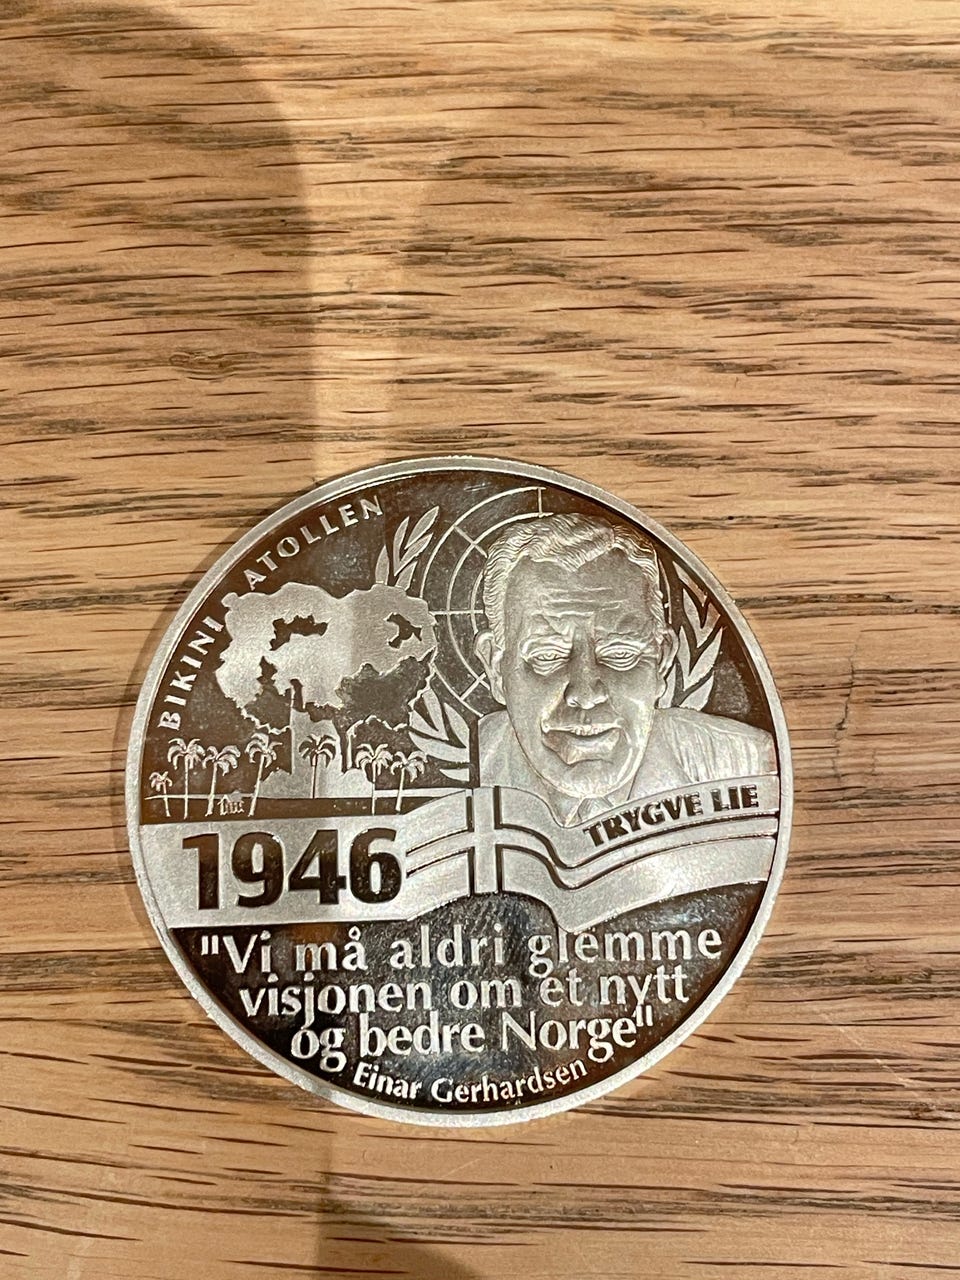 BIKINI ATOLLEN
TRYGVE LIE
1946
"Vi må aldri glemme
visjonen om et nytt
og bedre Norge"
Einar Gerhardsen